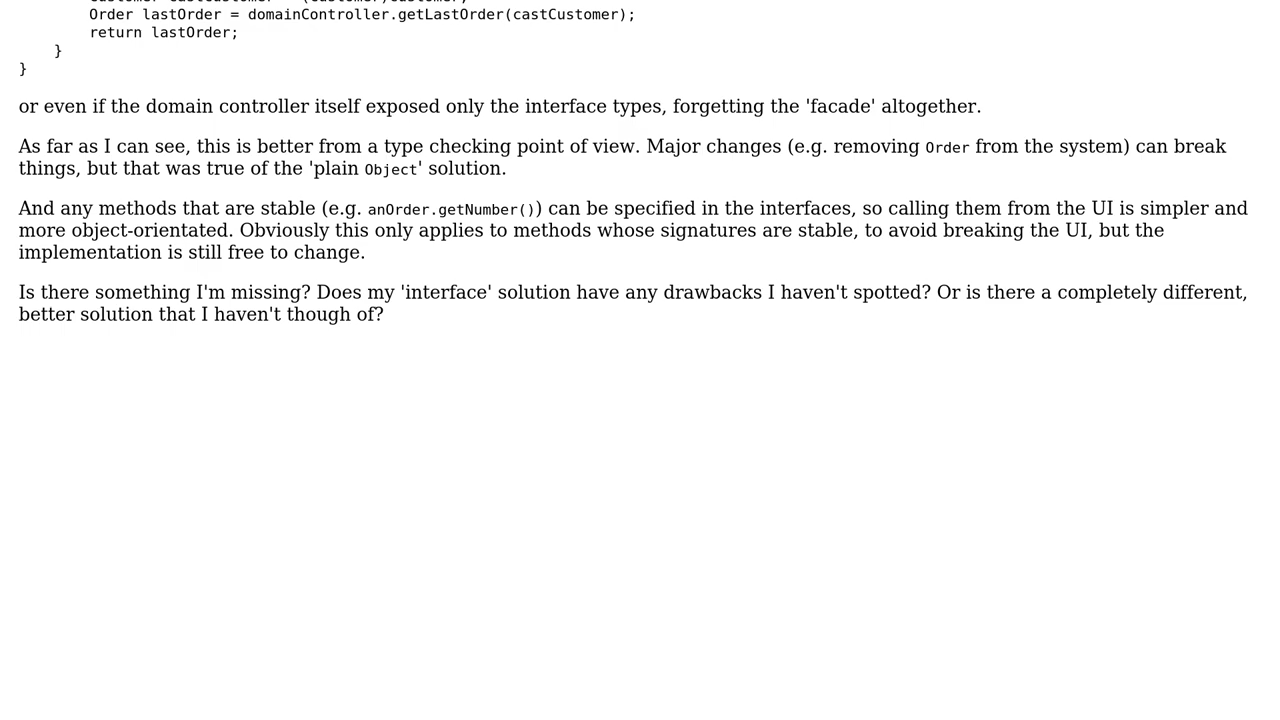 Order lastOrder = domainController.getLastOrder(castCustomer);
return lastOrder;
}
}
or even if the domain controller itself exposed only the interface types, forgetting the 'facade' altogether.
As far as I can see, this is better from a type checking point of view. Major changes (e.g. removing Order from the system) can break
things, but that was true of the 'plain Object' solution.
And any methods that are stable (e.g. anOrder.getNumber()) can be specified in the interfaces, so calling them from the UI is simpler and
more object-orientated. Obviously this only applies to methods whose signatures are stable, to avoid breaking the UI, but the
implementation is still free to change.
Is there something I'm missing? Does my 'interface' solution have any drawbacks I haven't spotted? Or is there a completely different,
better solution that I haven't though of?